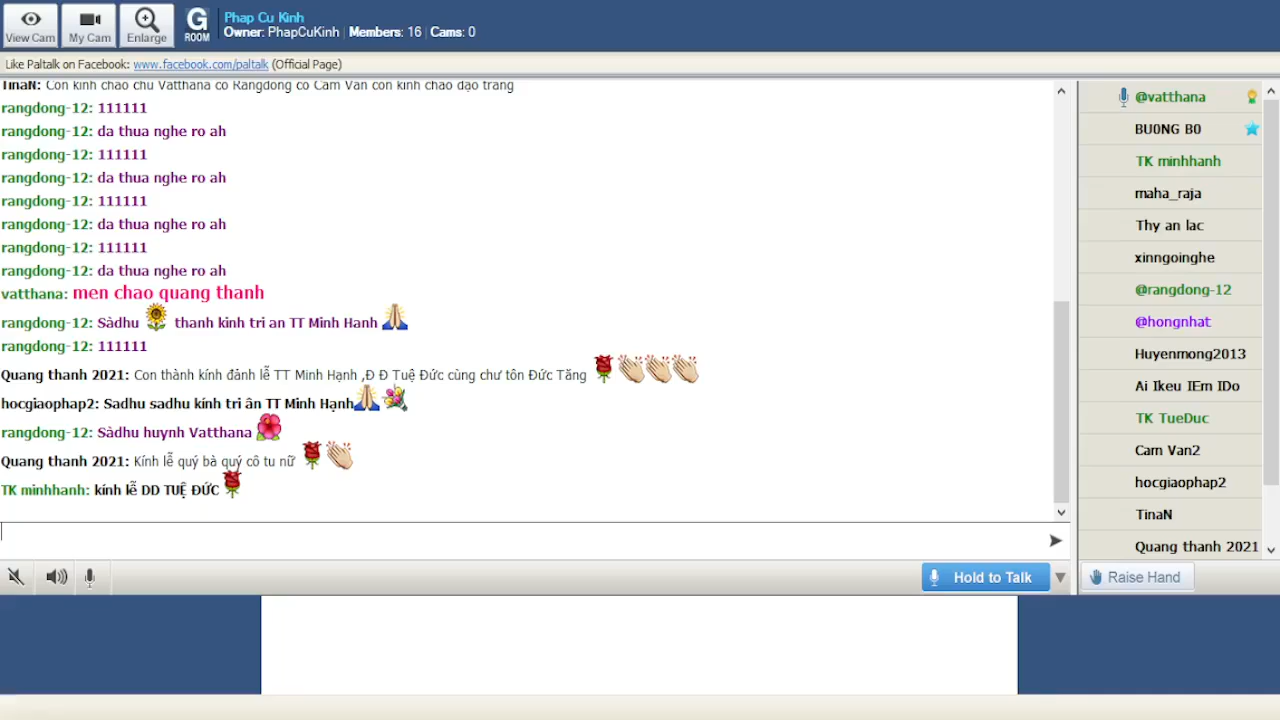 View Cam
My Cam
Enlarge
G
ROOM
Phap Cu Kinh
Owner: PhapCuKinh | Members: 16 | Cams: 0
Like Paltalk on Facebook: www.facebook.com/paltalk (Official Page)
TinaN: Con kinh chao chu Vatthana co Rangdong co Cam Van con kinh chao dao trang
rangdong-12: 111111
rangdong-12: da thua nghe ro ah
rangdong-12: 111111
rangdong-12: da thua nghe ro ah
rangdong-12: 111111
rangdong-12: da thua nghe ro ah
rangdong-12: 111111
rangdong-12: da thua nghe ro ah
vatthana: men chao quang thanh
rangdong-12: Sàdhu thanh kinh tri an TT Minh Hanh
rangdong-12: 111111
Quang thanh 2021: Con thành kính đánh lễ TT Minh Hạnh ,Đ Đ Tuệ Đức cùng chư tôn Đức Tăng
hocgiaophap2: Sadhu sadhu kính tri ân TT Minh Hạnh
rangdong-12: Sàdhu huynh Vatthana
Quang thanh 2021: Kính lễ quý bà quý cô tu nữ
TK minhhanh: kính lễ DD TUỆ ĐỨC
@vatthana
BU0NG B0
TK minhhanh
maha_raja
Thy an lac
xinngoinghe
@rangdong-12
@hongnhat
Huyenmong2013
Ai Ikeu IEm IDo
TK TueDuc
Cam Van2
hocgiaophap2
TinaN
Quang thanh 2021
Hold to Talk
Raise Hand